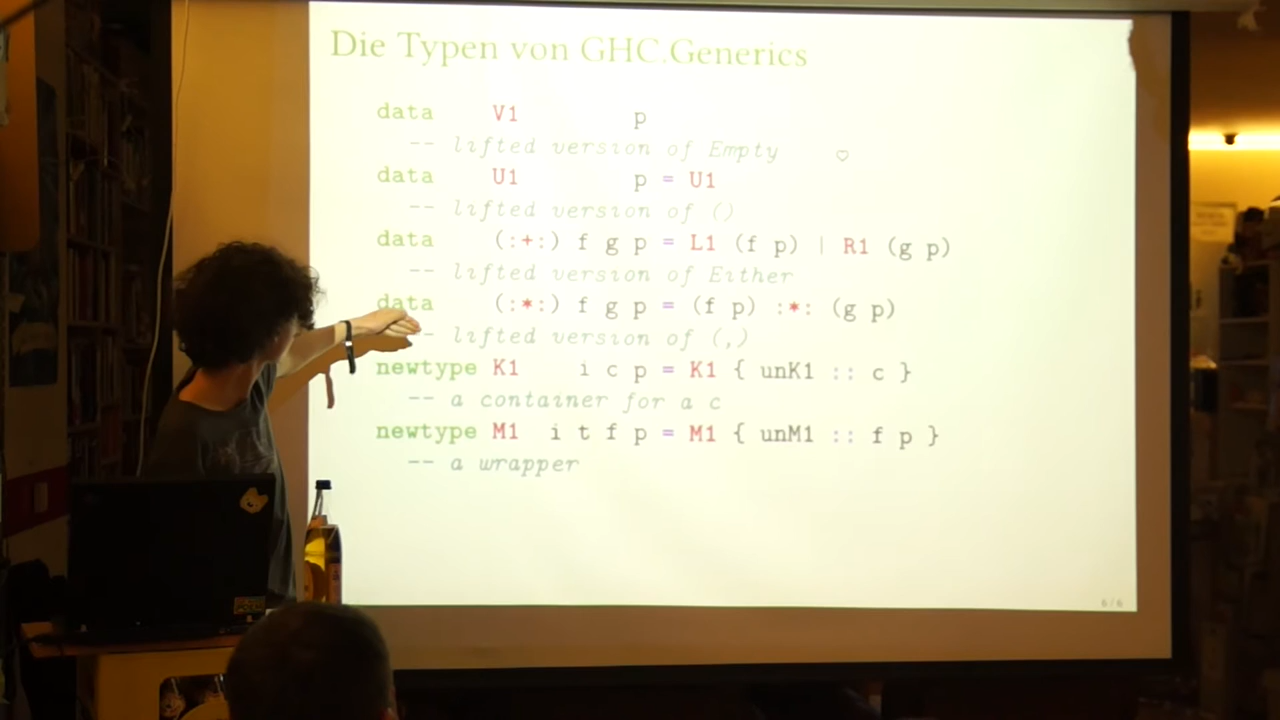 Die Typen von GHC.Generics
data V1 p
-- lifted version of Empty
data U1 p = U1
-- lifted version of ()
data (:+:) f g p = L1 (f p) | R1 (g p)
-- lifted version of Either
data (:*:) f g p = (f p) :*: (g p)
-- lifted version of (,)
newtype K1 i c p = K1 { unK1 :: c }
-- a container for a c
newtype M1 i t f p = M1 { unM1 :: f p }
-- a wrapper
6/6